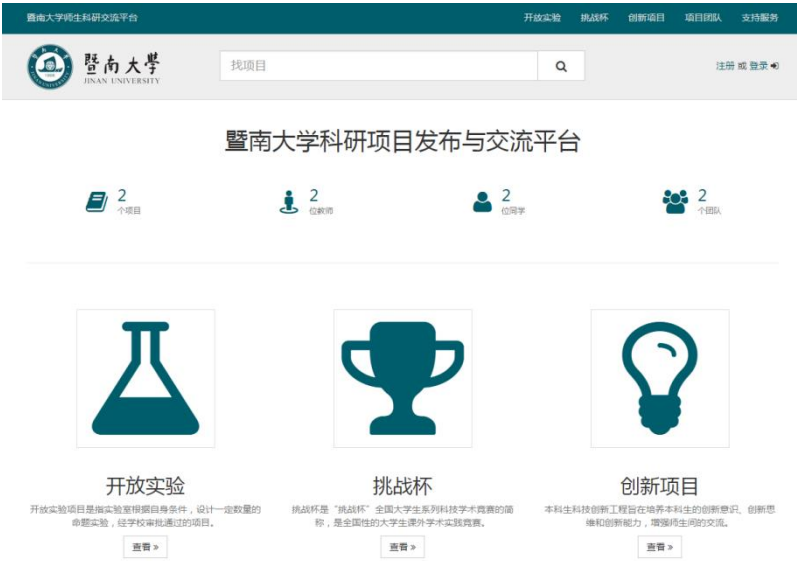 暨南大学师生科研交流平台
开放实验 挑战杯 创新项目 项目团队 支持服务
暨南大學
JINAN UNIVERSITY
找项目
注册 或 登录
暨南大学科研项目发布与交流平台
2
个项目
2
位教师
2
位同学
2
个团队
开放实验
开放实验项目是指实验室根据自身条件，设计一定数量的
命题实验，经学校审批通过的项目。
查看 »
挑战杯
挑战杯是“挑战杯”全国大学生系列科技学术竞赛的简
称，是全国性的大学生课外学术实践竞赛。
查看 »
创新项目
本科生科技创新工程旨在培养本科生的创新意识、创新思
维和创新能力，增强师生间的交流。
查看 »